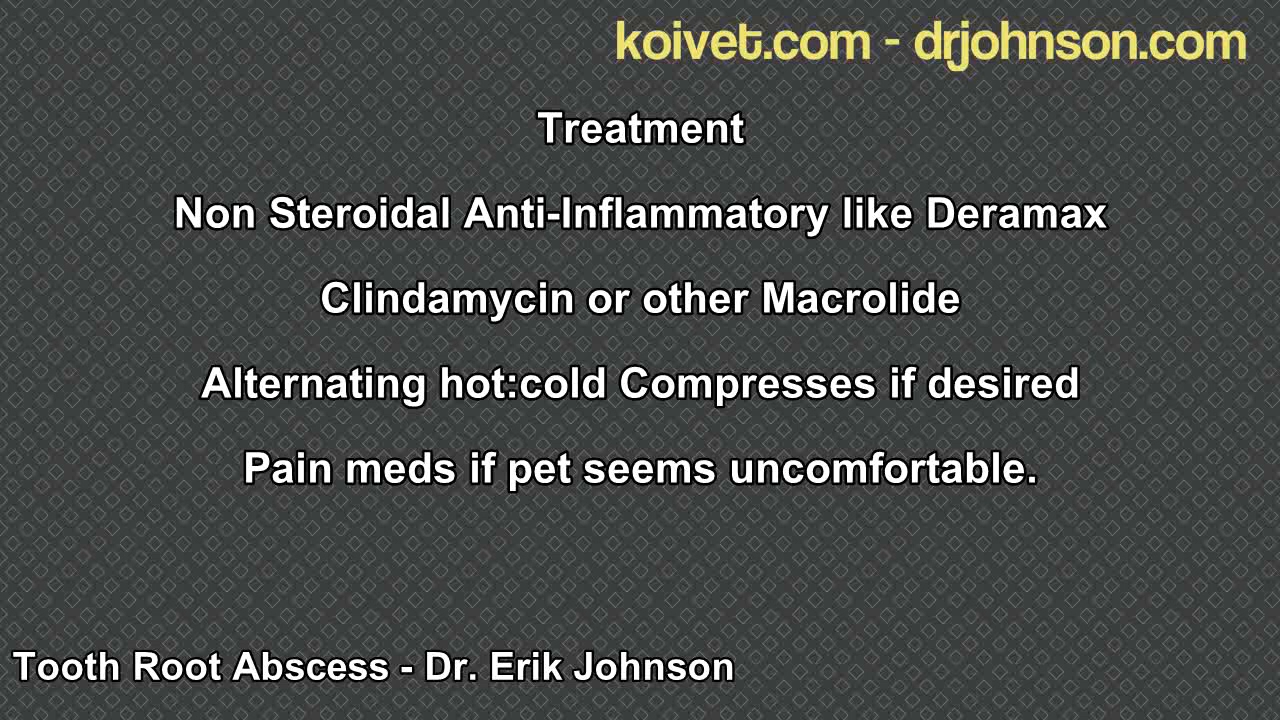 koivet.com - drjohnson.com
Treatment
Non Steroidal Anti-Inflammatory like Deramax
Clindamycin or other Macrolide
Alternating hot:cold Compresses if desired
Pain meds if pet seems uncomfortable.
Tooth Root Abscess - Dr. Erik Johnson